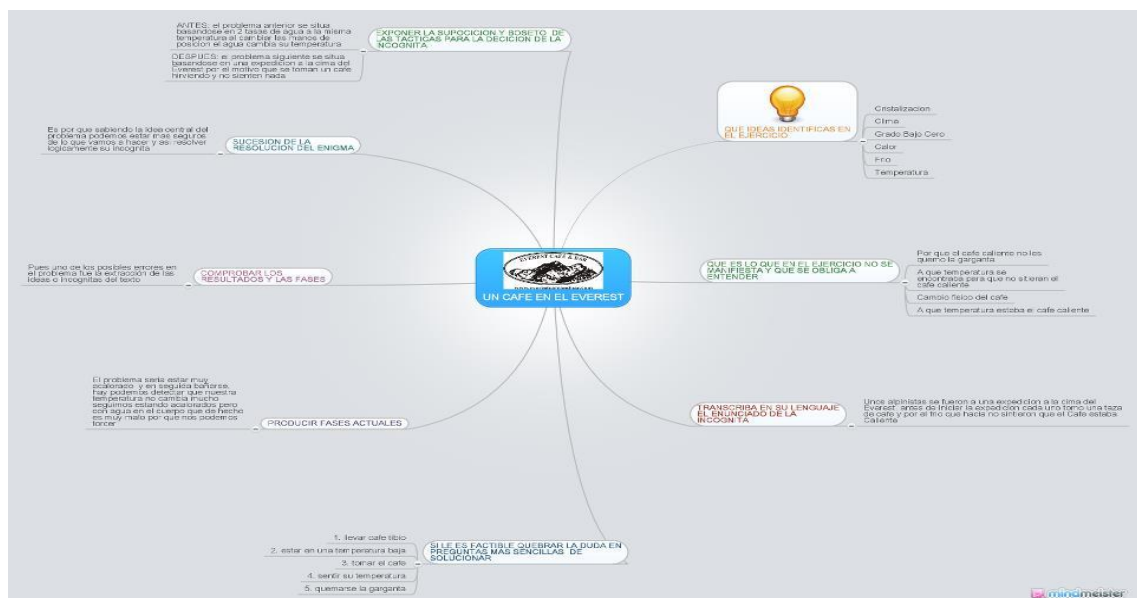 ANTES: el problema anterior se situa
basandose en 2 tasas de agua a la misma
temperatura al cambiar las manos de
posicion el agua cambia su temperatura
DESPUES: el problema siguiente se situa
basandose en una expedicion a la cima del
Everest por el motivo que se toman un cafe
hirviendo y no sienten nada
EXPONER LA SUPOCICION Y BOSETO DE
LAS TACTICAS PARA LA DECICION DE LA
INCOGNITA
QUE IDEAS IDENTIFICAS EN
EL EJERCICIO
Cristalizacion
Clima
Grado Bajo Cero
Calor
Frio
Temperatura
Es por que sabiendo la idea central del
problema podemos estar mas seguros
de lo que vamos a hacer y asi resolver
logicamente su incognita
SUCESION DE LA
RESOLUCION DEL ENIGMA
EVEREST CAFE & BAR
UN CAFE EN EL EVEREST
QUE ES LO QUE EN EL EJERCICIO NO SE
MANIFIESTA Y QUE SE OBLIGA A
ENTENDER
Por que el cafe caliente no les
quemo la garganta
A que temperatura se
encontraba para que no sitieran el
cafe caliente
Cambio fisico del cafe
A que temperatura estaba el cafe caliente
Pues uno de los posibles errores en
el problema fue la extracción de las
ideas o incognitas del texto
COMPROBAR LOS
RESULTADOS Y LAS FASES
El problema seria estar muy
acalorado y en seguida bañarse,
hay podemos detectar que nuestra
temperatura no cambia mucho
seguimos estando acalorados pero
con agua en el cuerpo que de hecho
es muy malo por que nos podemos
torcer
PRODUCIR FASES ACTUALES
TRANSCRIBA EN SU LENGUAJE
EL ENUNCIADO DE LA
INCOGNITA
Unos alpinistas se fueron a una expedicion a la cima del
Everest antes de iniciar la expedicion cada uno tomo una taza
de cafe y por el frio que hacia no sintieron que el Cafe estaba
Caliente
1. llevar cafe tibio
2. estar en una temperatura baja
3. tomar el cafe
4. sentir su temperatura
5. quemarse la garganta
SI LE ES FACTIBLE QUEBRAR LA DUDA EN
PREGUNTAS MAS SENCILLAS DE
SOLUCIONAR
mindmeister